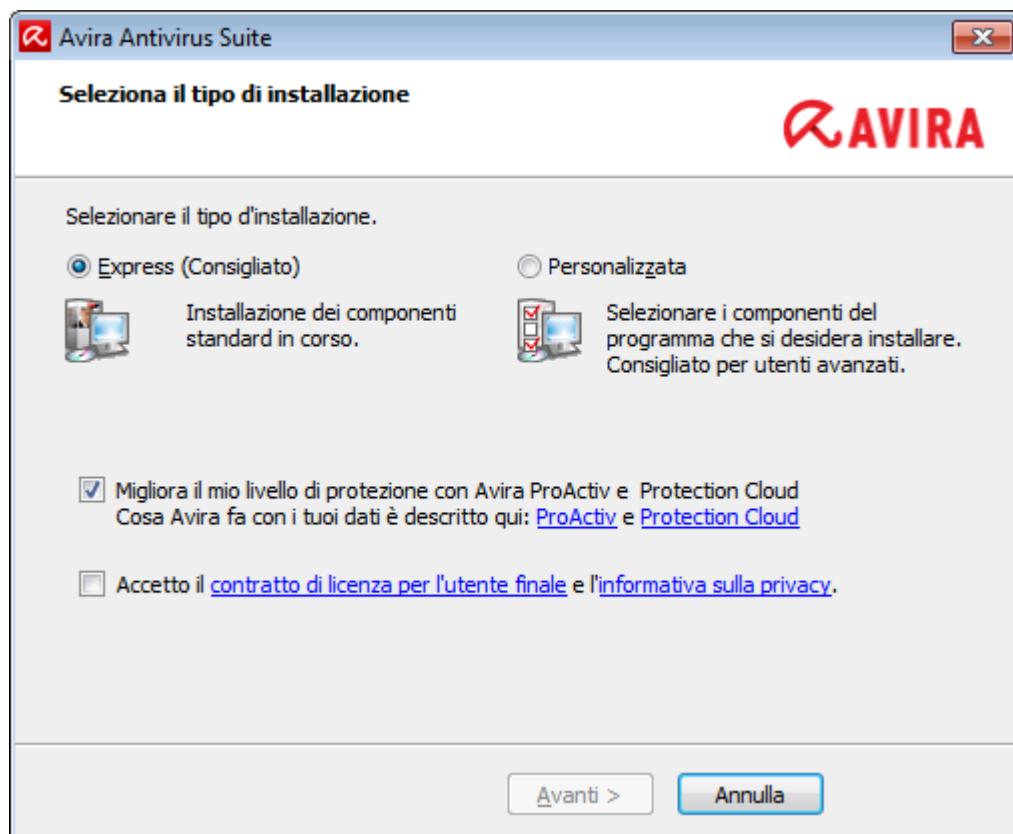 Avira Antivirus Suite
Seleziona il tipo di installazione
AVIRA
Selezionare il tipo d'installazione.
Express (Consigliato)
Installazione dei componenti
standard in corso.
Personalizzata
Selezionare i componenti del
programma che si desidera installare.
Consigliato per utenti avanzati.
Migliora il mio livello di protezione con Avira ProActiv e  Protection Cloud
Cosa Avira fa con i tuoi dati è descritto qui: ProActiv e Protection Cloud
Accetto il contratto di licenza per l'utente finale e l'informativa sulla privacy.
Avanti >
Annulla